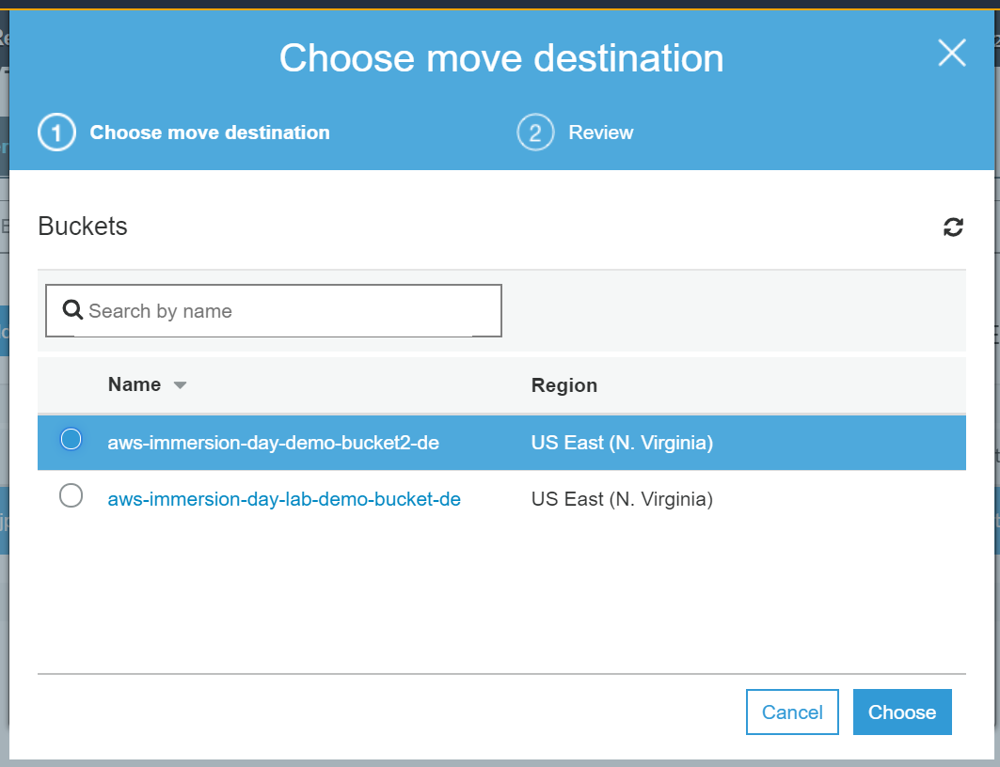 Choose move destination
1 Choose move destination
2 Review
Buckets
Search by name
Name Region
aws-immersion-day-demo-bucket2-de US East (N. Virginia)
aws-immersion-day-lab-demo-bucket-de US East (N. Virginia)
Cancel Choose